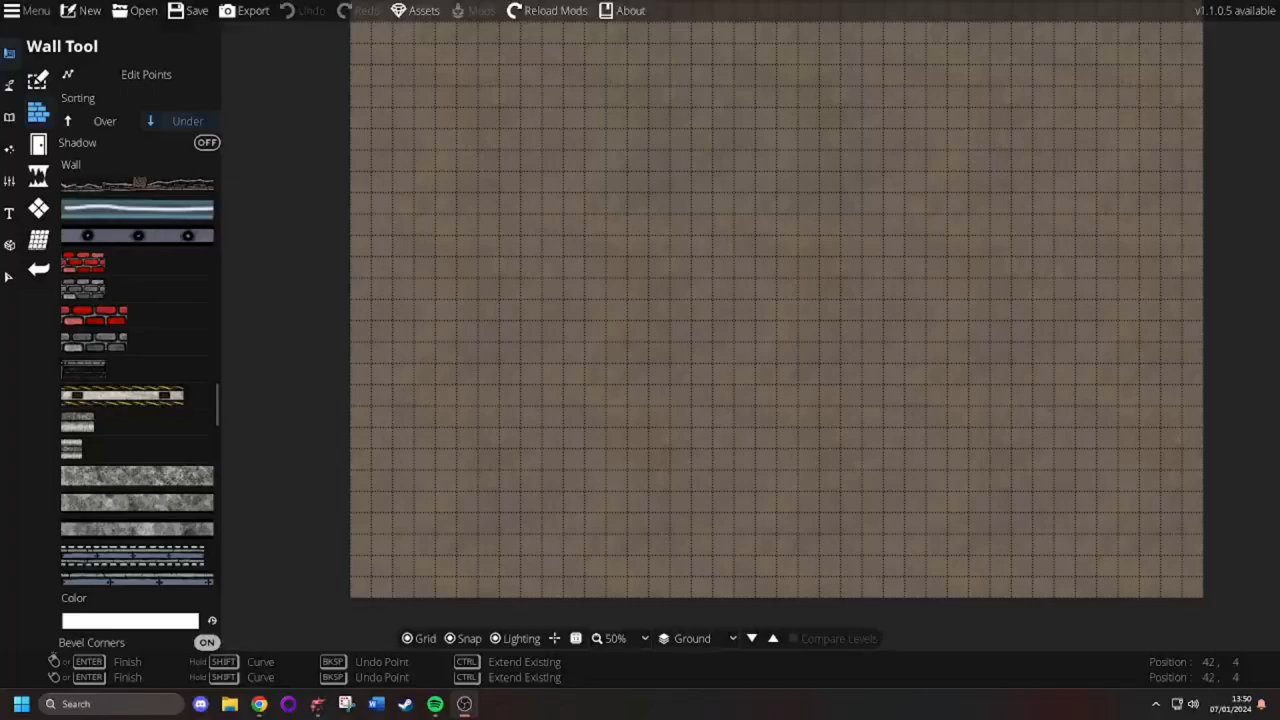 Menu New Open Save Export Undo Redo Assets Reload Mods About v1.1.0.5 available
Wall Tool
Edit Points
Sorting
Over Under
Shadow OFF
Wall
Color
Bevel Corners ON
Grid Snap Lighting 50% Ground Compare Levels
or ENTER Finish Hold SHIFT Curve BKSP Undo Point CTRL Extend Existing Position : 42, 4
or ENTER Finish Hold SHIFT Curve BKSP Undo Point CTRL Extend Existing Position : 42, 4
Search
13:50
07/01/2024